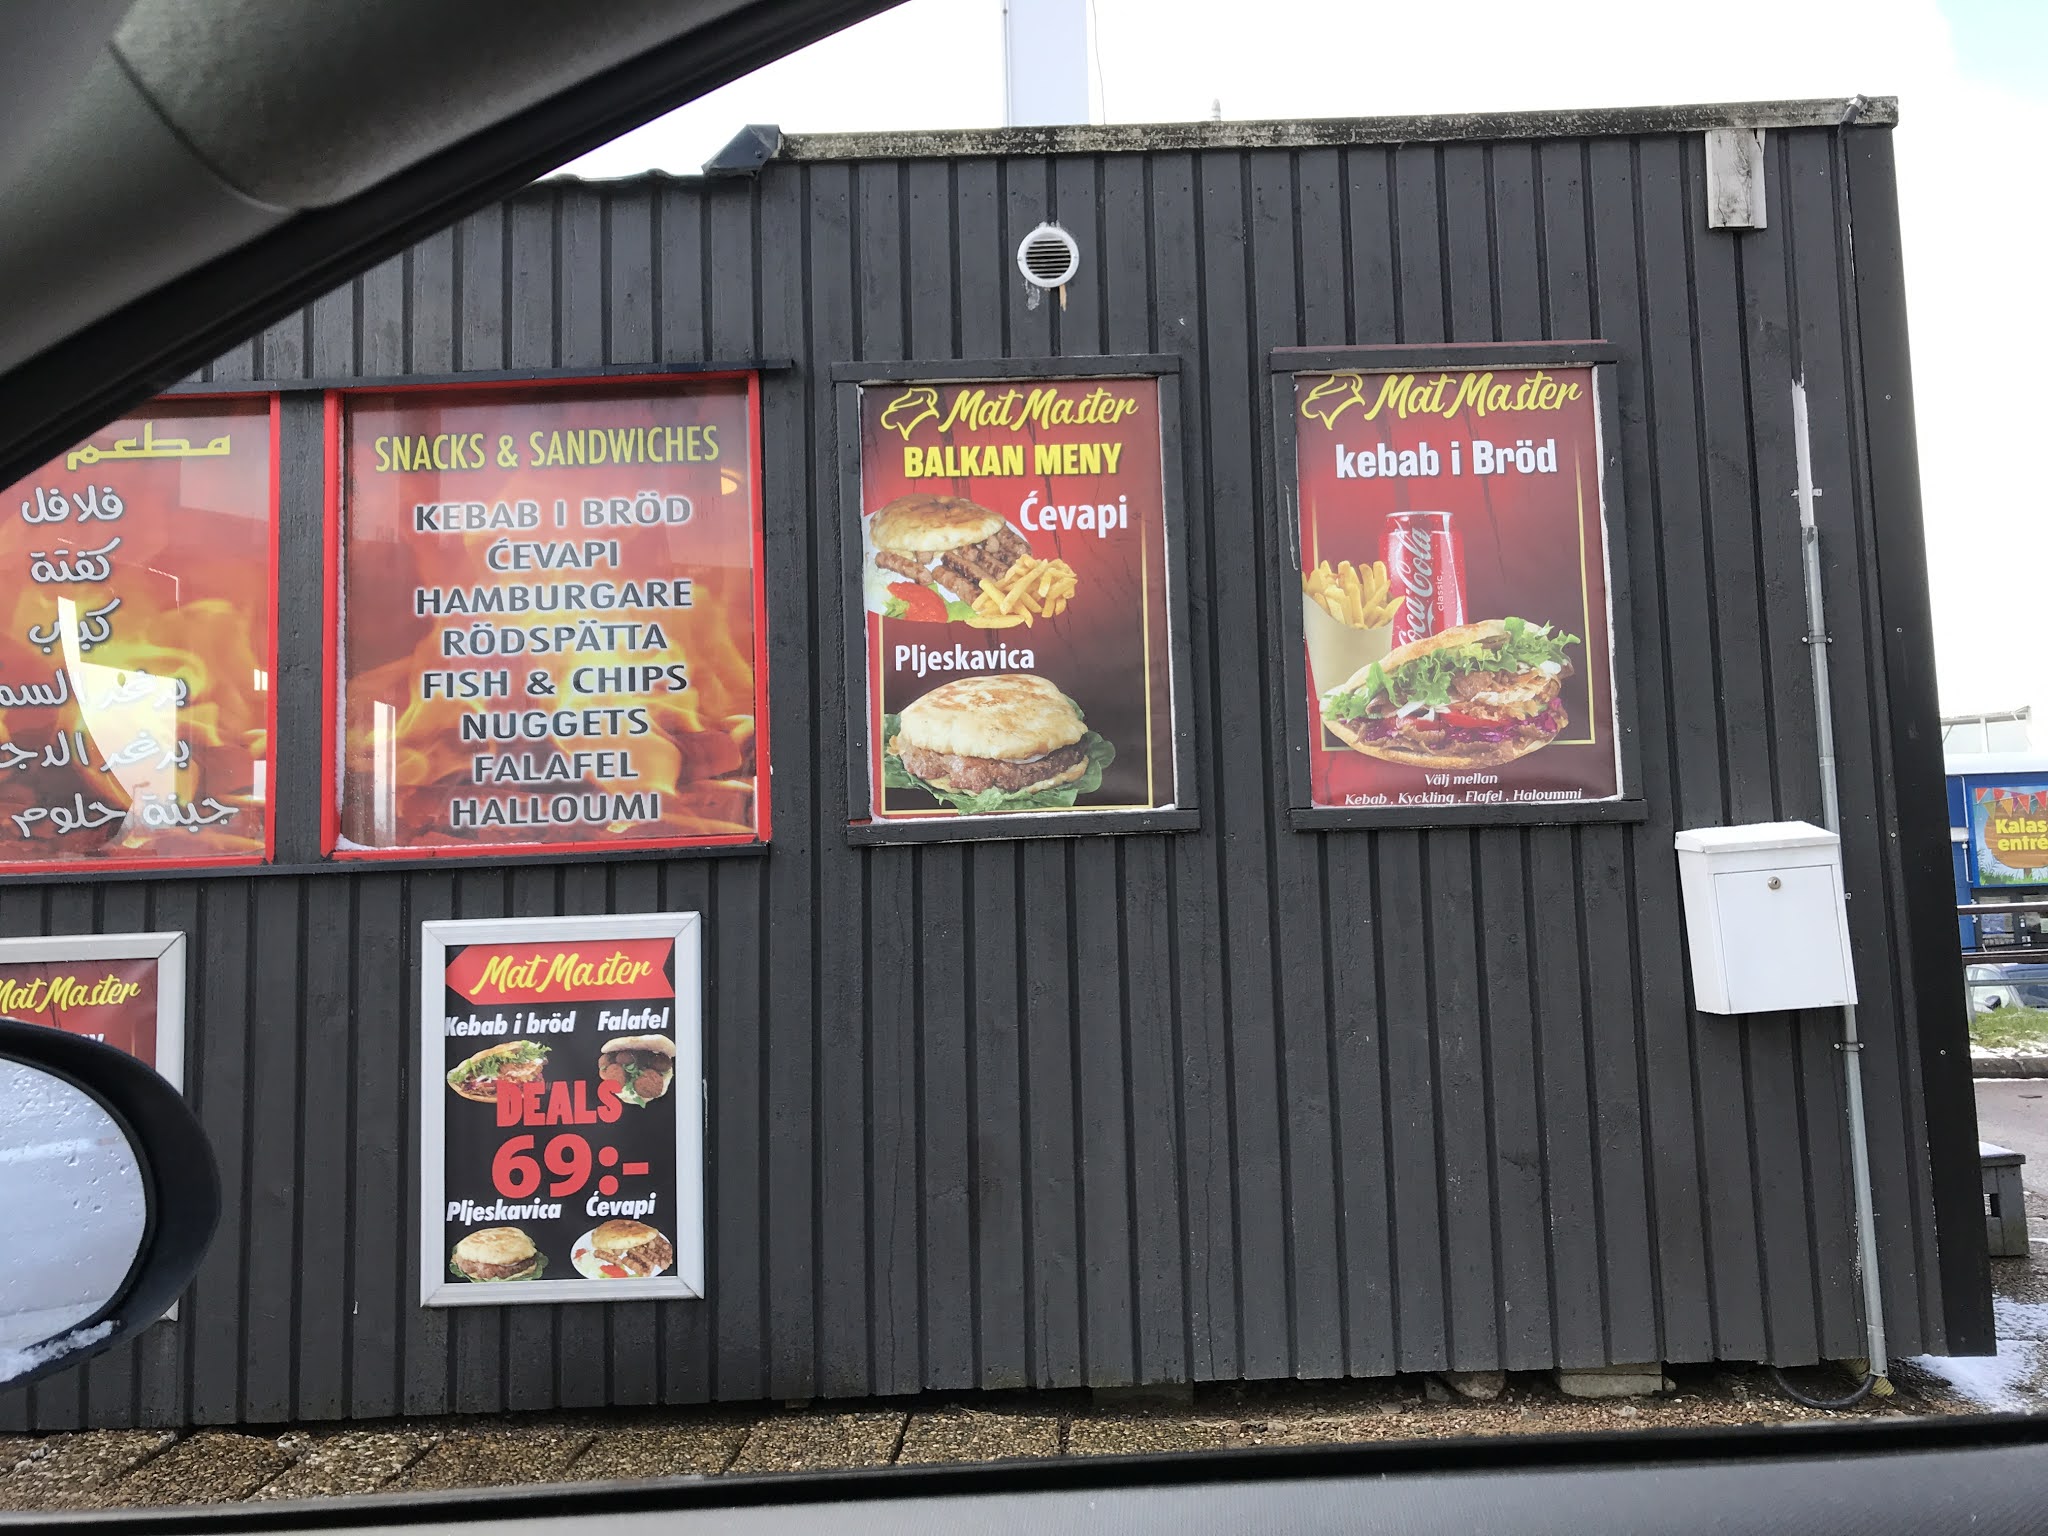 مطعم
فلافل
كفتة
كباب
جبنة حلوم
SNACKS & SANDWICHES
KEBAB I BRÖD
ĆEVAPI
HAMBURGARE
RÖDSPÄTTA
FISH & CHIPS
NUGGETS
FALAFEL
HALLOUMI
Mat Master
BALKAN MENY
Ćevapi
Pljeskavica
Mat Master
kebab i Bröd
Coca-Cola
classic
Välj mellan
Kebab . Kyckling . Flafel . Haloummi
Mat Master
Mat Master
Kebab i bröd Falafel
DEALS
69:-
Pljeskavica Ćevapi
entré